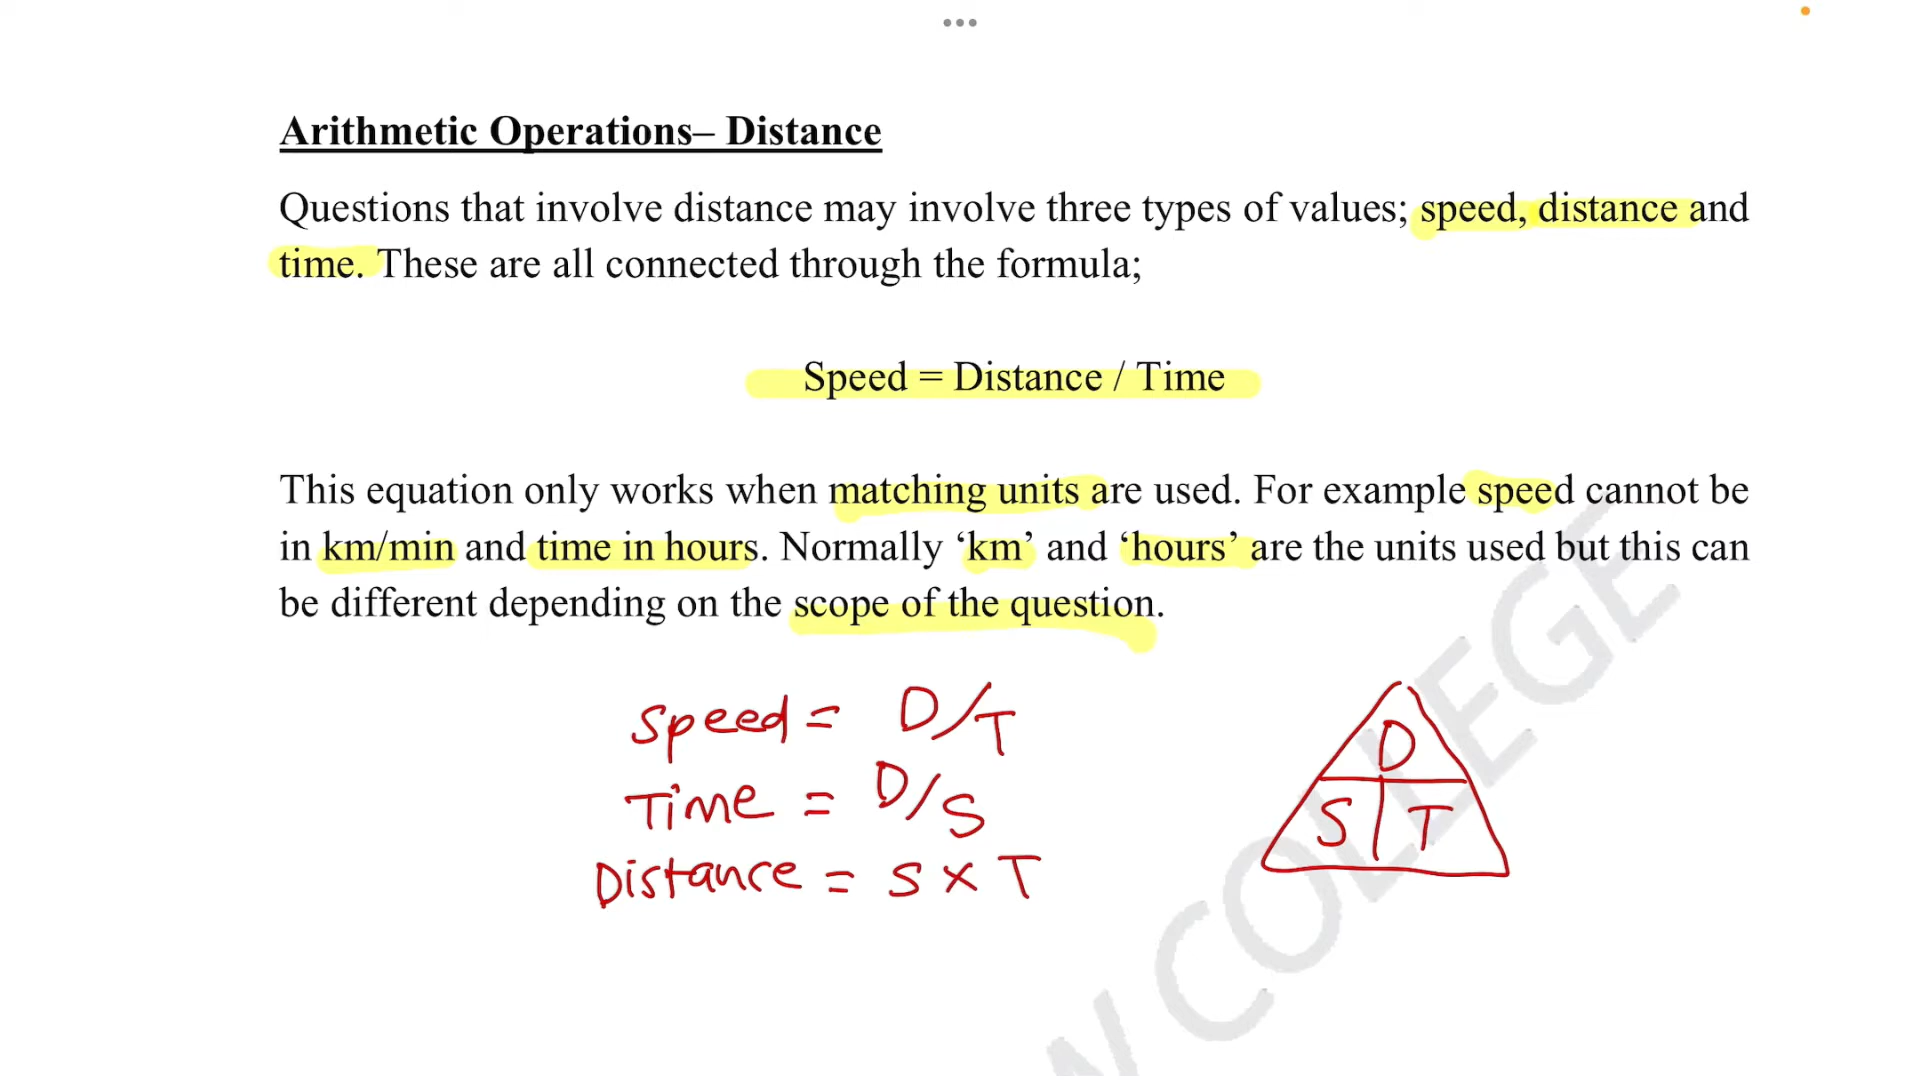 Arithmetic Operations– Distance
Questions that involve distance may involve three types of values; speed, distance and
time. These are all connected through the formula;
Speed = Distance / Time
This equation only works when matching units are used. For example speed cannot be
in km/min and time in hours. Normally ‘km’ and ‘hours’ are the units used but this can
be different depending on the scope of the question.
Speed = D/T
Time = D/S
Distance = S × T
D
S T
W COLLEGE